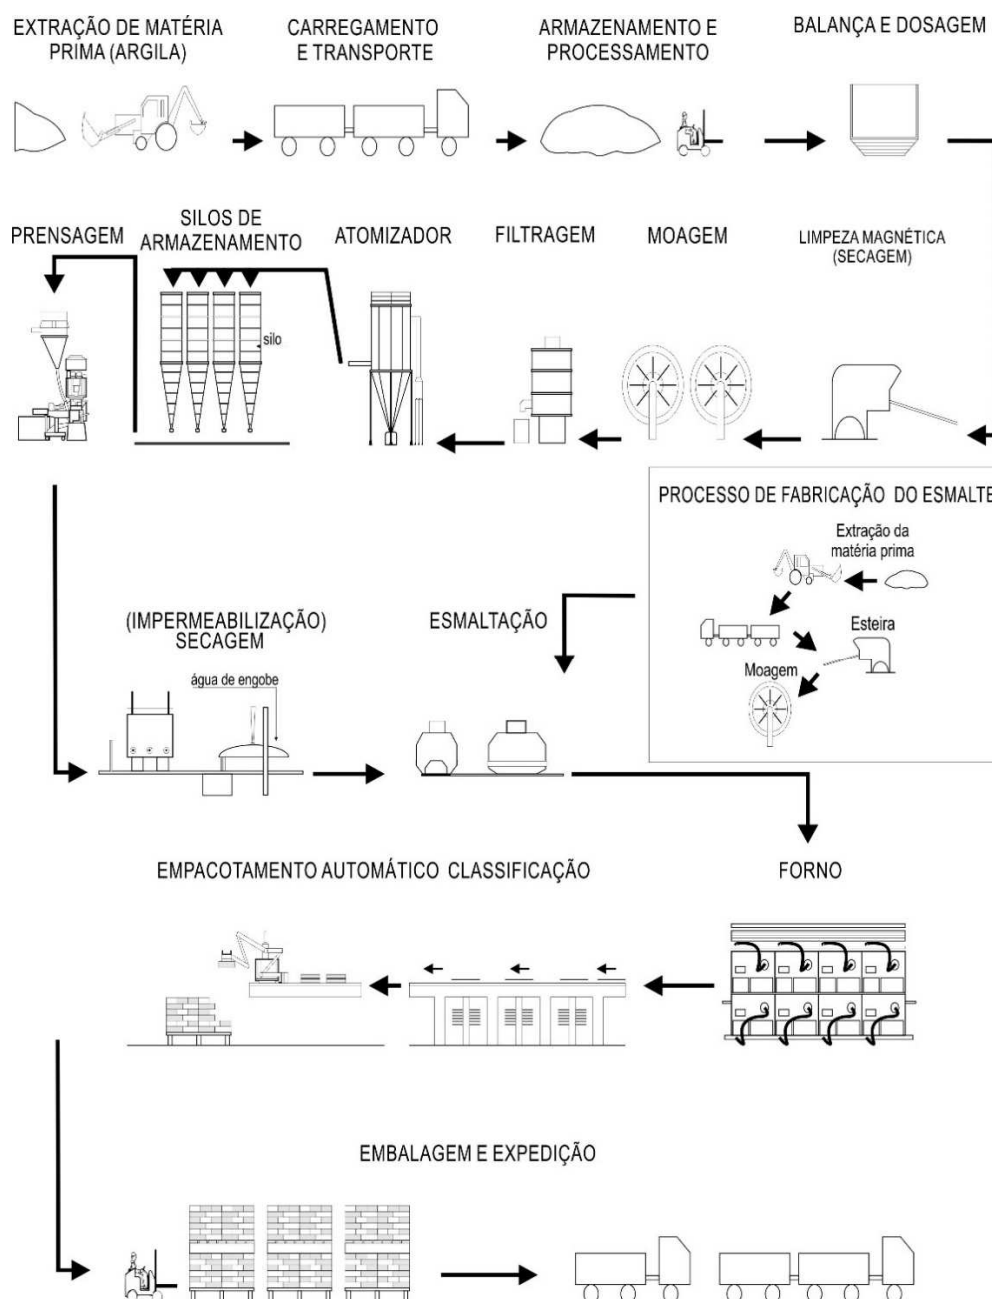 EXTRAÇÃO DE MATÉRIA
PRIMA (ARGILA)
CARREGAMENTO
E TRANSPORTE
ARMAZENAMENTO E
PROCESSAMENTO
BALANÇA E DOSAGEM
PRENSAGEM
SILOS DE
ARMAZENAMENTO
ATOMIZADOR
FILTRAGEM
MOAGEM
LIMPEZA MAGNÉTICA
(SECAGEM)
silo
PROCESSO DE FABRICAÇÃO DO ESMALTE
Extração da
matéria prima
Esteira
Moagem
(IMPERMEABILIZAÇÃO)
SECAGEM
água de engobe
ESMALTAÇÃO
EMPACOTAMENTO AUTOMÁTICO CLASSIFICAÇÃO
FORNO
EMBALAGEM E EXPEDIÇÃO